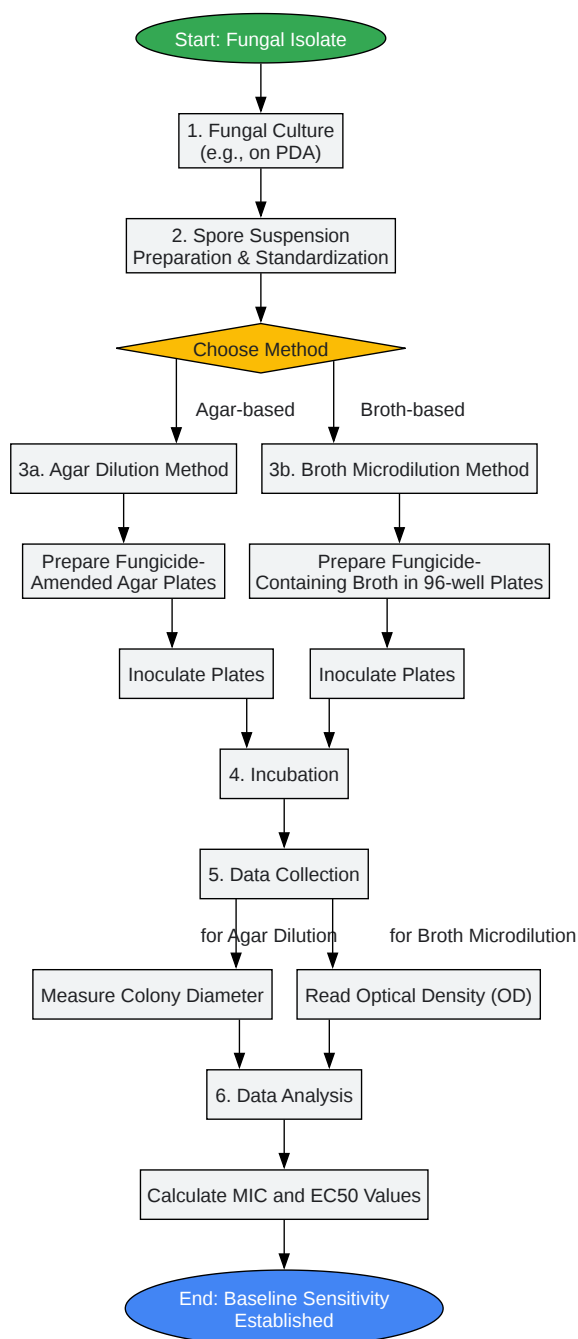 Start: Fungal Isolate
1. Fungal Culture
(e.g., on PDA)
2. Spore Suspension
Preparation & Standardization
Choose Method
Agar-based
Broth-based
3a. Agar Dilution Method
3b. Broth Microdilution Method
Prepare Fungicide-
Amended Agar Plates
Prepare Fungicide-
Containing Broth in 96-well Plates
Inoculate Plates
Inoculate Plates
4. Incubation
5. Data Collection
for Agar Dilution
for Broth Microdilution
Measure Colony Diameter
Read Optical Density (OD)
6. Data Analysis
Calculate MIC and EC50 Values
End: Baseline Sensitivity
Established